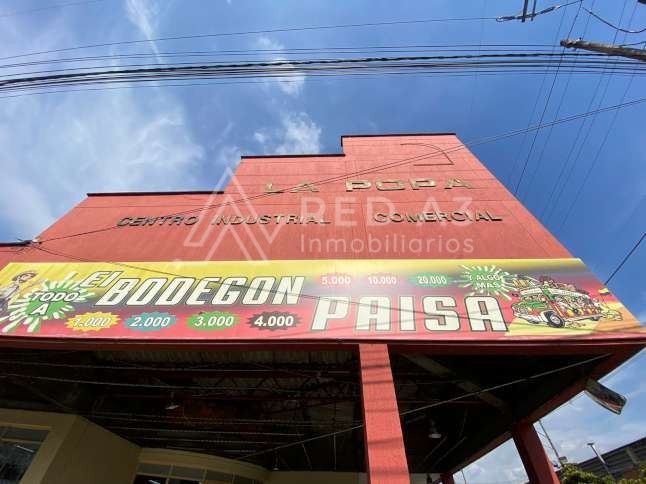 LA POPA
CENTRO INDUSTRIAL COMERCIAL
RED A3
Inmobiliarios
El BODEGON PAISA
TODO A
1.000 2.000 3.000 4.000
5.000 10.000 20.000
Y ALGO MAS